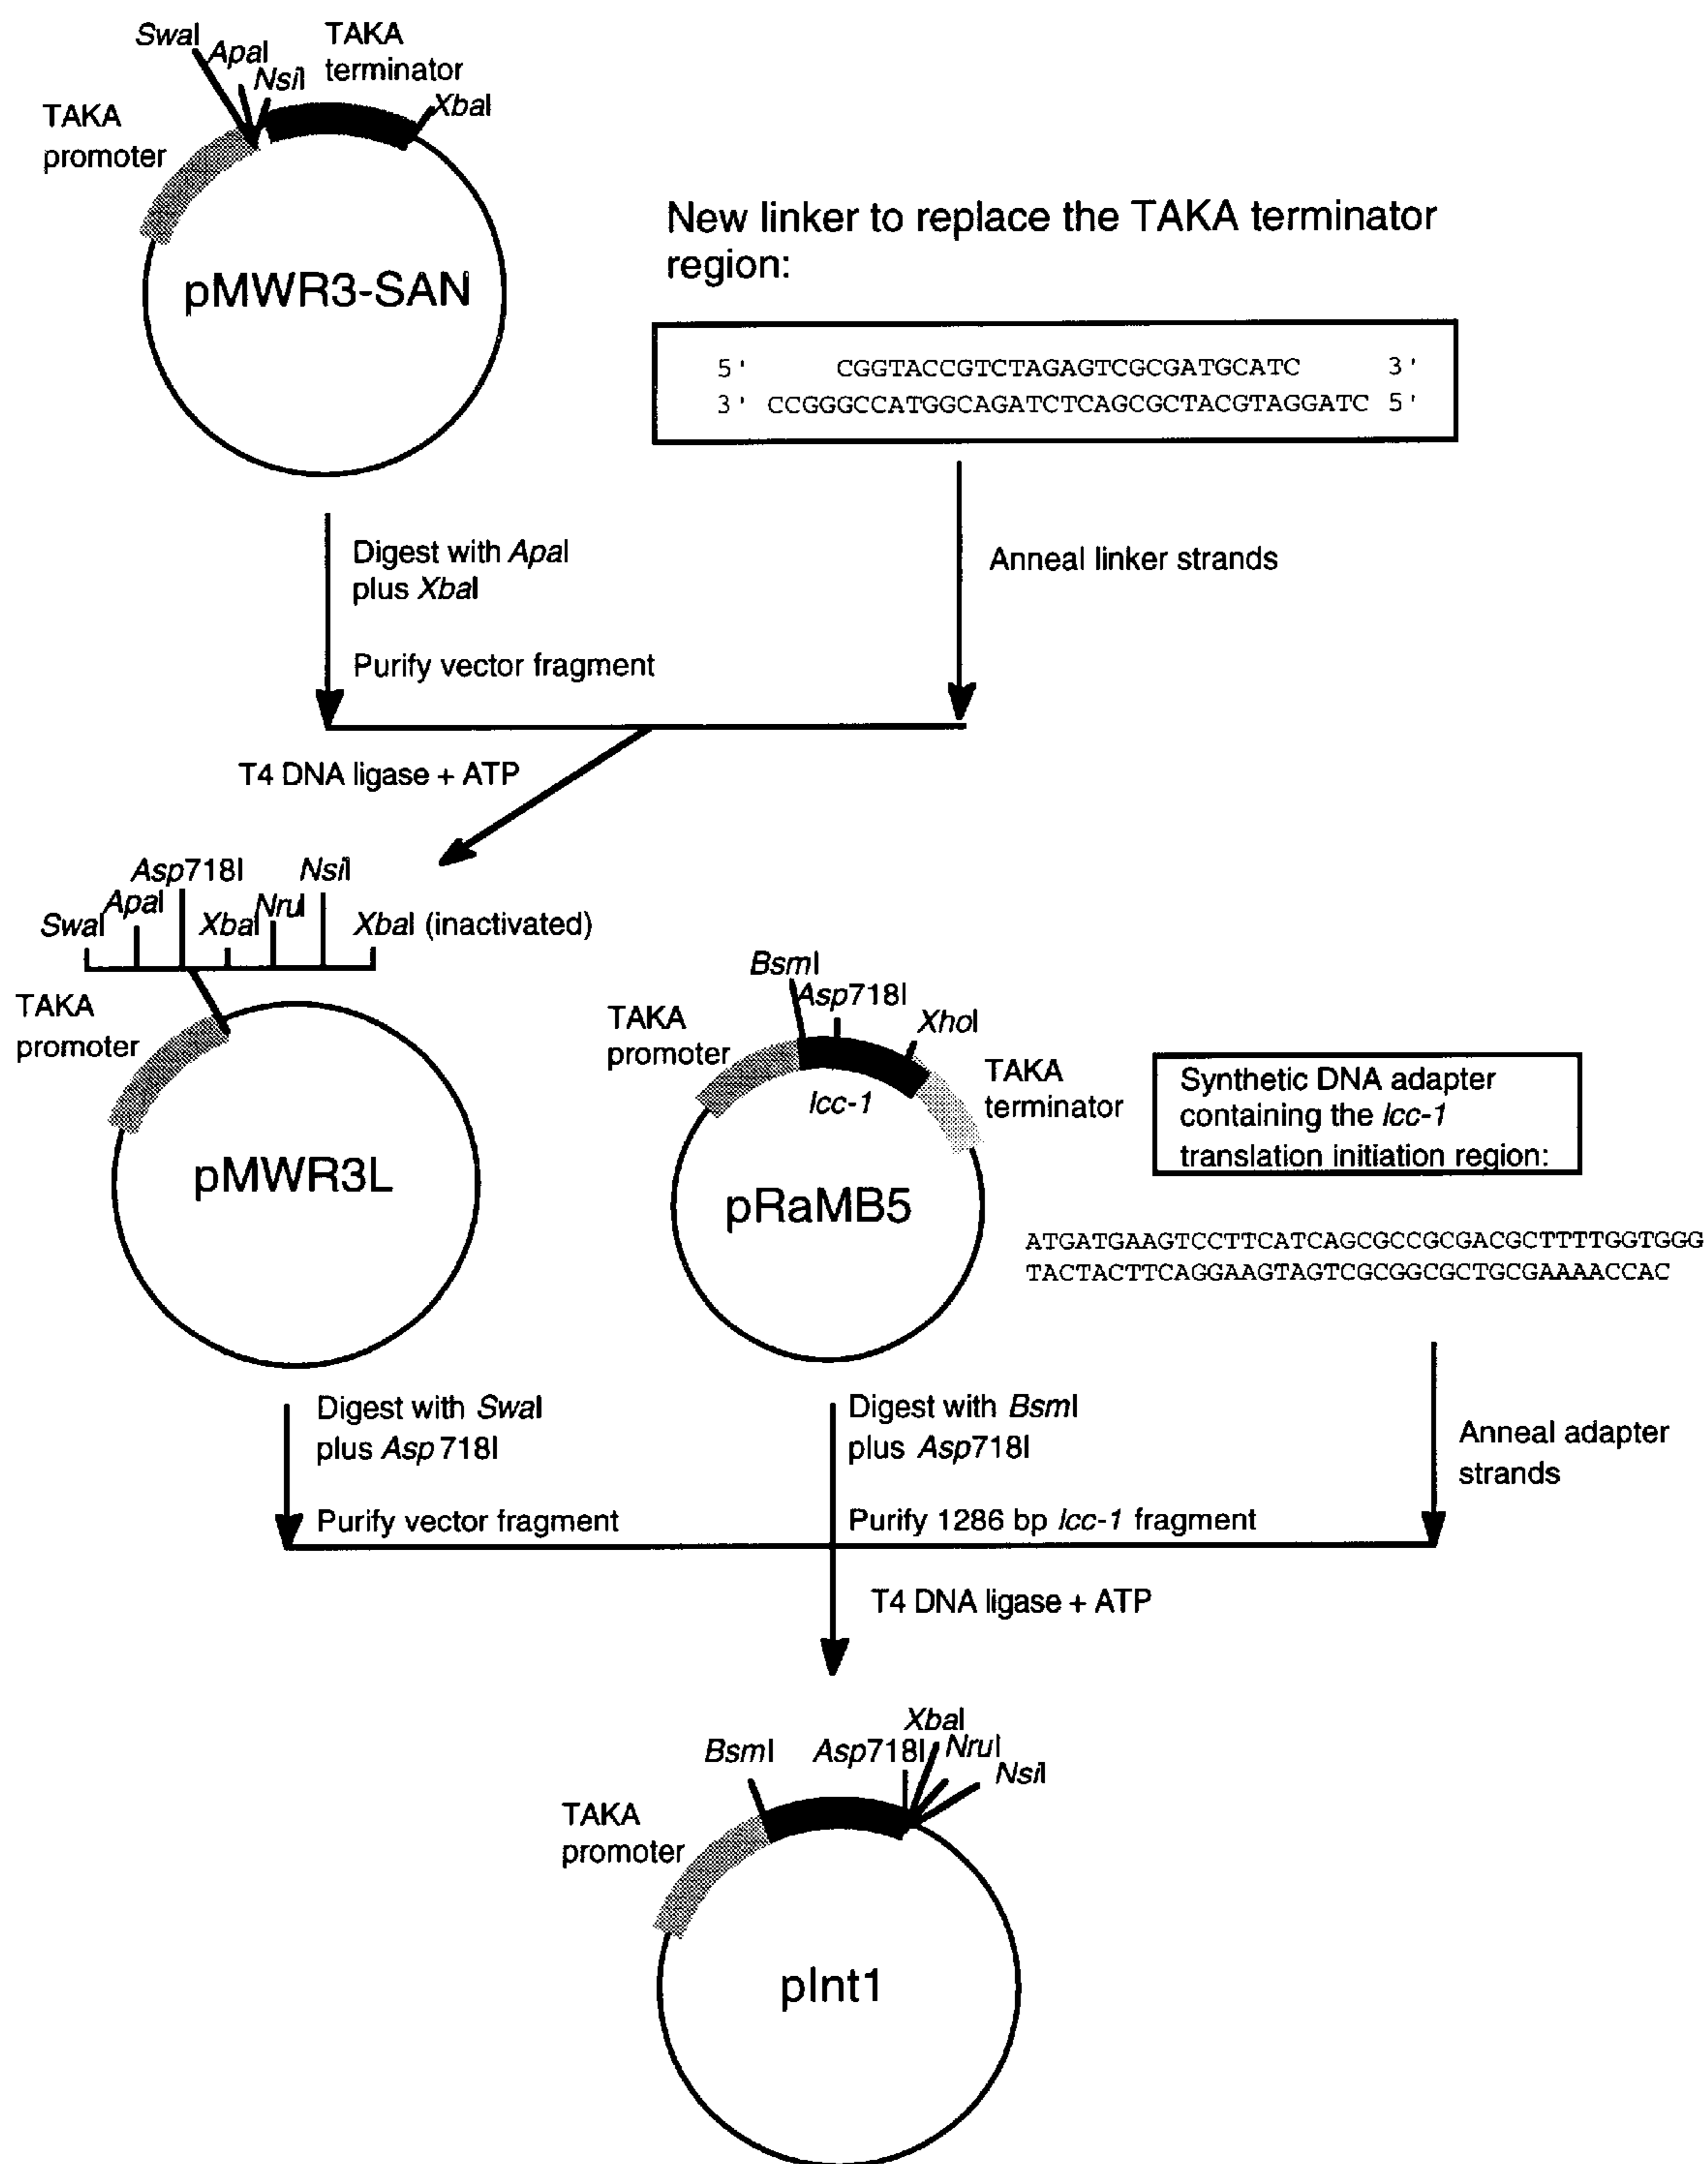 SwaI
ApaI
NsiI
TAKA
terminator
XbaI
TAKA
promoter
pMWR3-SAN
New linker to replace the TAKA terminator
region:
5' CGGTACCGTCTAGAGTCGCGATGCATC 3'
3' CCGGGCCATGGCAGATCTCAGCGCTACGTAGGATC 5'
Digest with ApaI
plus XbaI
Purify vector fragment
Anneal linker strands
T4 DNA ligase + ATP
SwaI
ApaI
Asp718I
XbaI
NruI
NsiI
XbaI (inactivated)
TAKA
promoter
pMWR3L
BsmI
Asp718I
XhoI
TAKA
promoter
lcc-1
TAKA
terminator
pRaMB5
Synthetic DNA adapter
containing the lcc-1
translation initiation region:
ATGATGAAGTCCTTCATCAGCGCCGCGACGCTTTTGGTGGG
TACTACTTCAGGAAGTAGTCGCGGCGCTGCGAAAACCAC
Digest with SwaI
plus Asp718I
Purify vector fragment
Digest with BsmI
plus Asp718I
Purify 1286 bp lcc-1 fragment
Anneal adapter
strands
T4 DNA ligase + ATP
BsmI
Asp718I
XbaI
NruI
NsiI
TAKA
promoter
pInt1